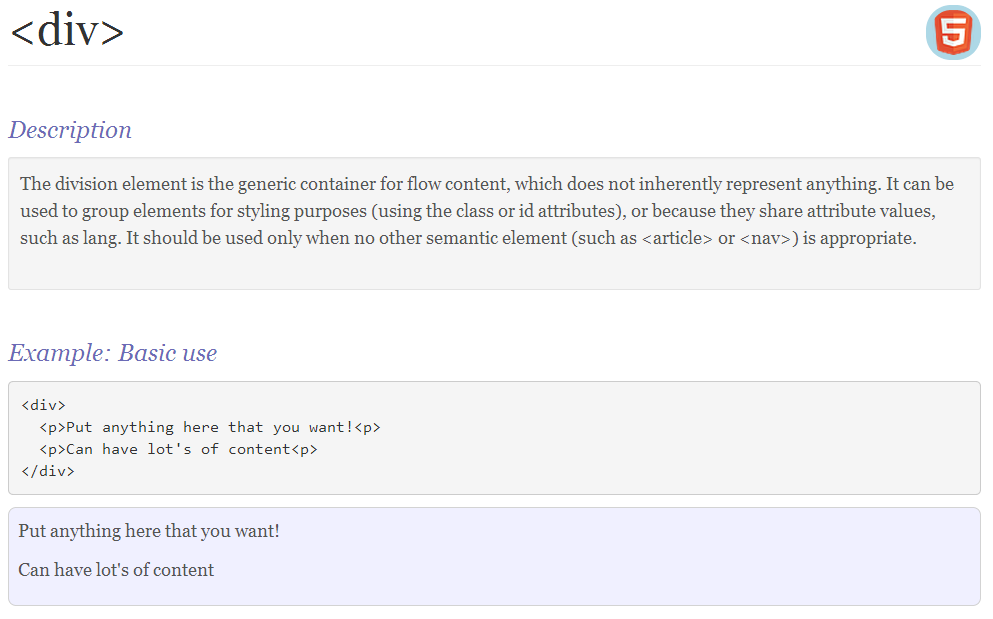 <div>
Description
The division element is the generic container for flow content, which does not inherently represent anything. It can be
used to group elements for styling purposes (using the class or id attributes), or because they share attribute values,
such as lang. It should be used only when no other semantic element (such as <article> or <nav>) is appropriate.
Example: Basic use
<div>
  <p>Put anything here that you want!<p>
  <p>Can have lot's of content<p>
</div>
Put anything here that you want!
Can have lot's of content